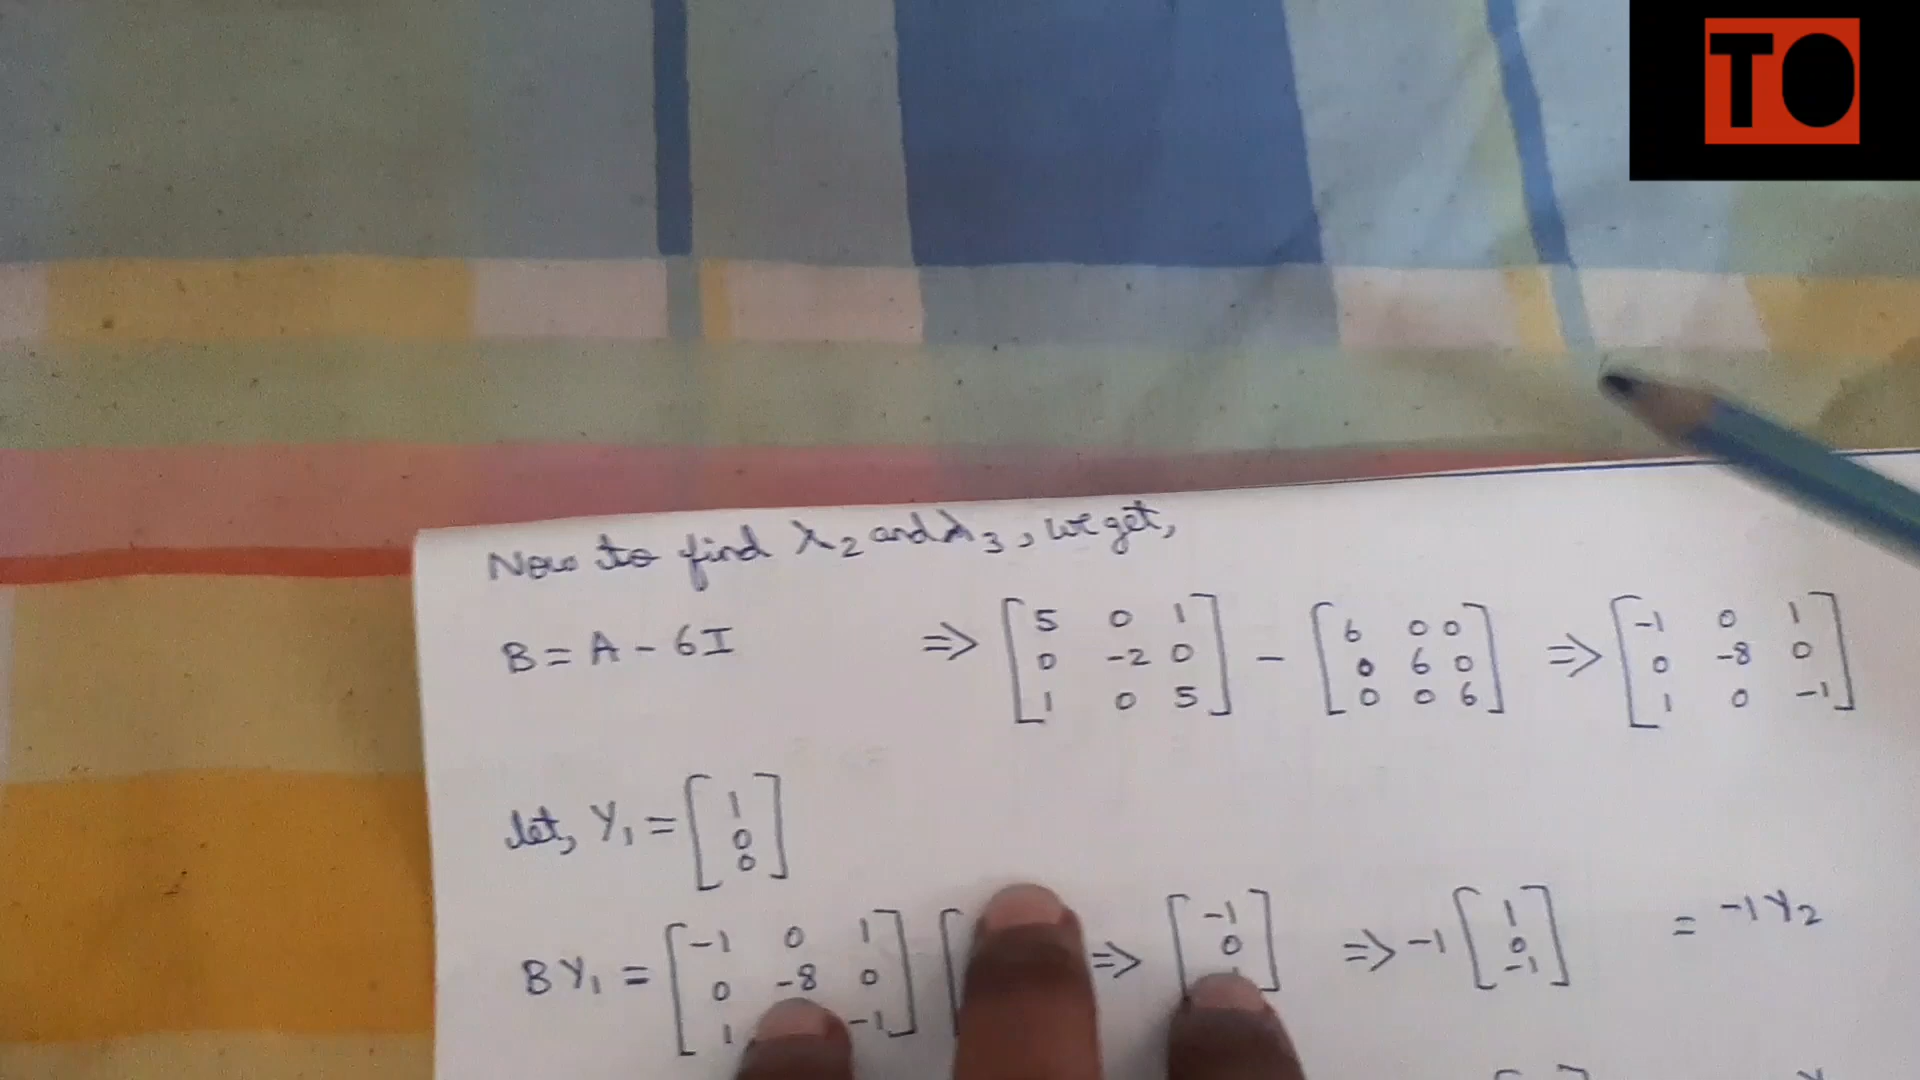 TO
Now to find λ2 and λ3, we get,
B = A - 6I ⇒ [5 0 1; 0 -2 0; 1 0 5] - [6 0 0; 0 6 0; 0 0 6] ⇒ [-1 0 1; 0 -8 0; 1 0 -1]
let, Y1 = [1; 0; 0]
BY1 = [-1 0 1; 0 -8 0; 1 -1] ⇒ [-1; 0] ⇒ -1 [1; 0; -1] = -1Y2